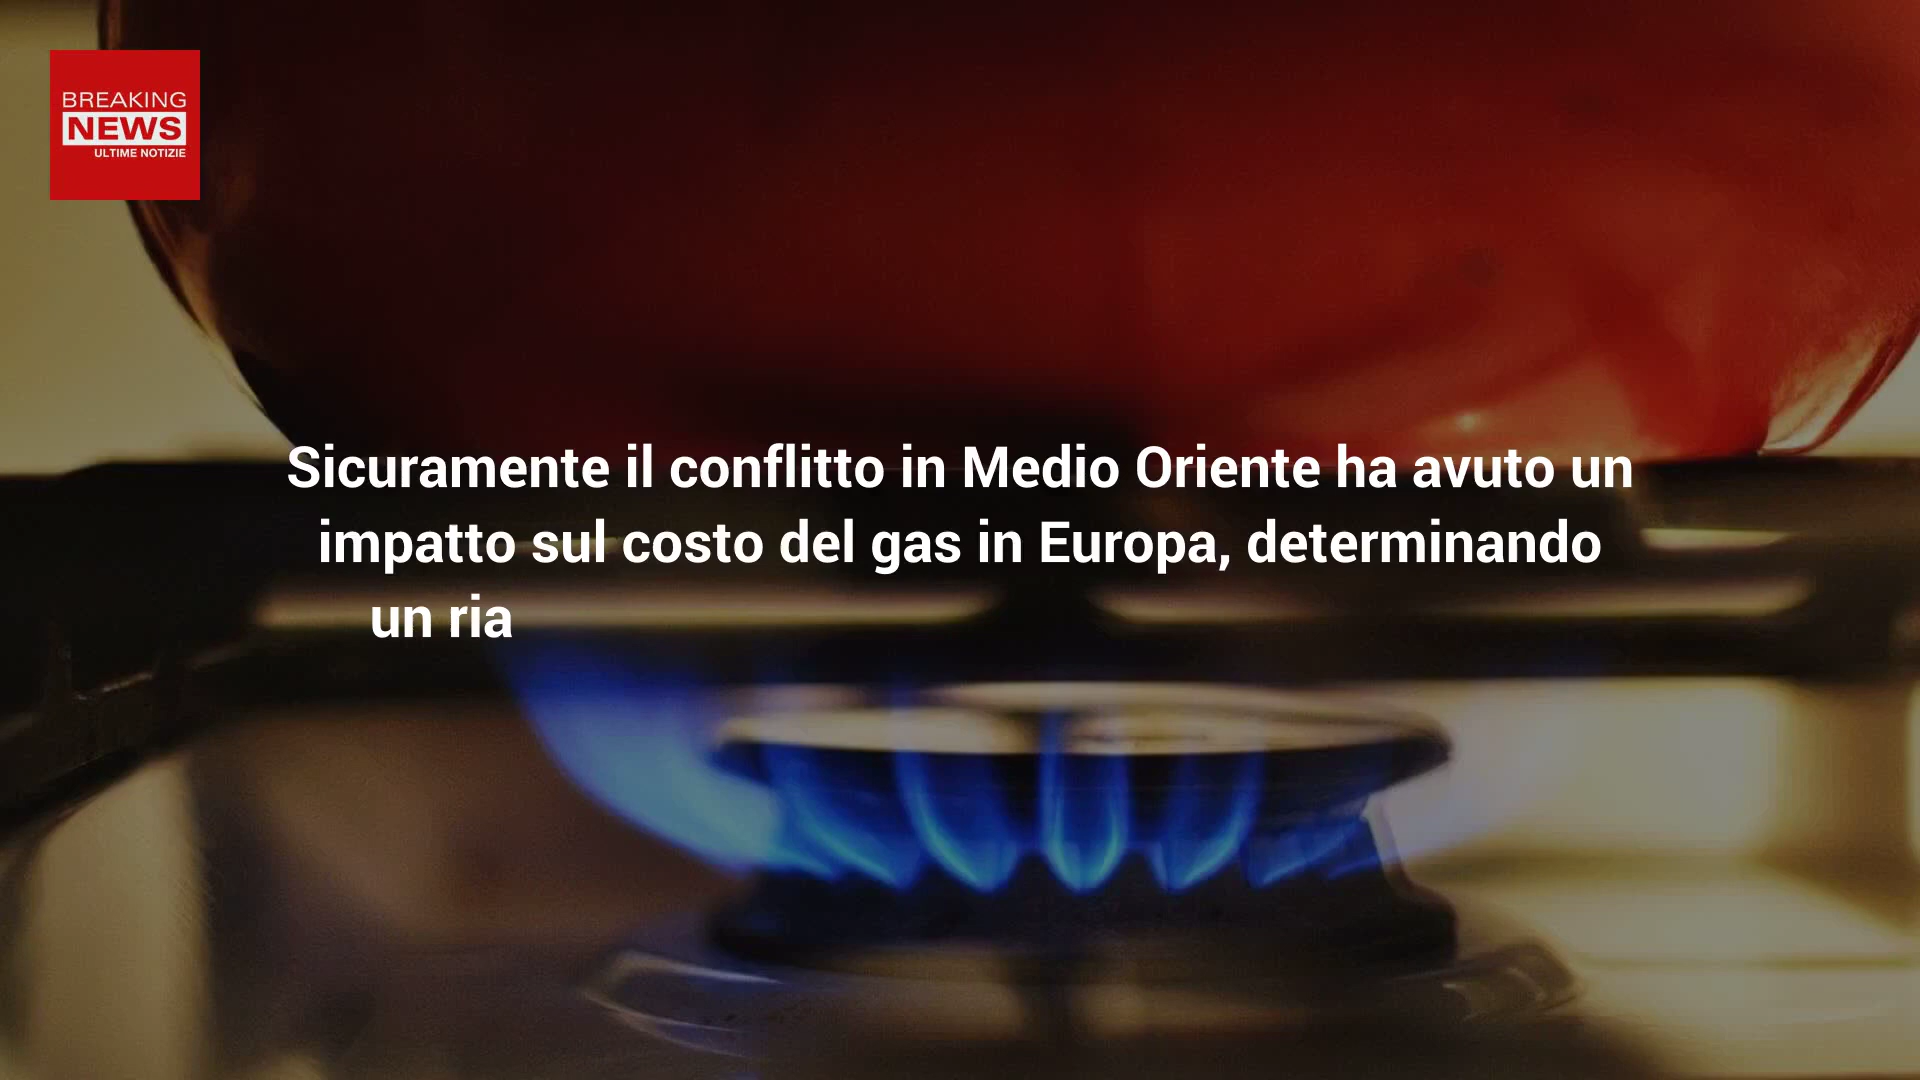 BREAKING
NEWS
ULTIME NOTIZIE
Sicuramente il conflitto in Medio Oriente ha avuto un
impatto sul costo del gas in Europa, determinando
un ria